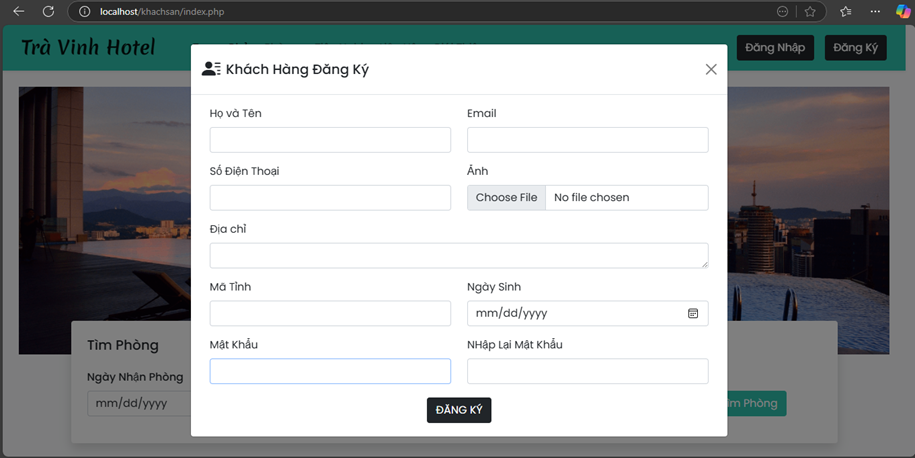 localhost/khachsan/index.php
Trà Vinh Hotel
Đăng Nhập Đăng Ký
Khách Hàng Đăng Ký
Họ và Tên Email
Số Điện Thoại Ảnh
Choose File No file chosen
Địa chỉ
Mã Tỉnh Ngày Sinh
mm/dd/yyyy
Mật Khẩu NHập Lại Mật Khẩu
ĐĂNG KÝ
Tìm Phòng
Ngày Nhận Phòng
mm/dd/yyyy
ìm Phòng